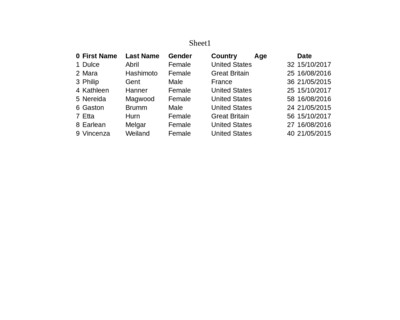 Sheet1
0 First Name Last Name Gender Country Age Date
1 Dulce Abril Female United States 32 15/10/2017
2 Mara Hashimoto Female Great Britain 25 16/08/2016
3 Philip Gent Male France 36 21/05/2015
4 Kathleen Hanner Female United States 25 15/10/2017
5 Nereida Magwood Female United States 58 16/08/2016
6 Gaston Brumm Male United States 24 21/05/2015
7 Etta Hurn Female Great Britain 56 15/10/2017
8 Earlean Melgar Female United States 27 16/08/2016
9 Vincenza Weiland Female United States 40 21/05/2015